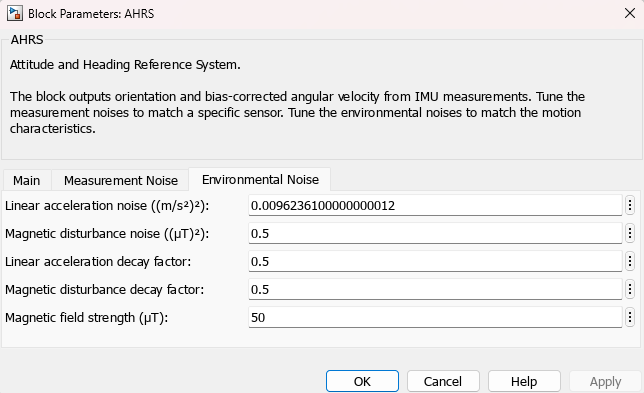 Block Parameters: AHRS
AHRS
Attitude and Heading Reference System.
The block outputs orientation and bias-corrected angular velocity from IMU measurements. Tune the
measurement noises to match a specific sensor. Tune the environmental noises to match the motion
characteristics.
Main Measurement Noise Environmental Noise
Linear acceleration noise ((m/s²)²): 0.0096236100000000012
Magnetic disturbance noise ((μT)²): 0.5
Linear acceleration decay factor: 0.5
Magnetic disturbance decay factor: 0.5
Magnetic field strength (μT): 50
OK Cancel Help Apply